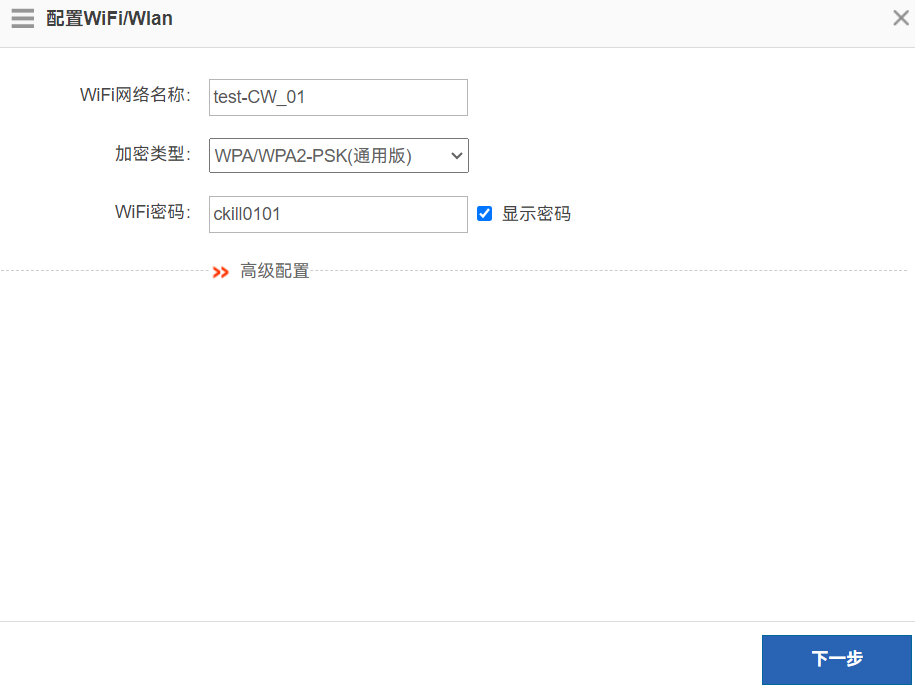 配置WiFi/Wlan
WiFi网络名称：test-CW_01
加密类型：WPA/WPA2-PSK(通用版)
WiFi密码：ckill0101 显示密码
高级配置
下一步